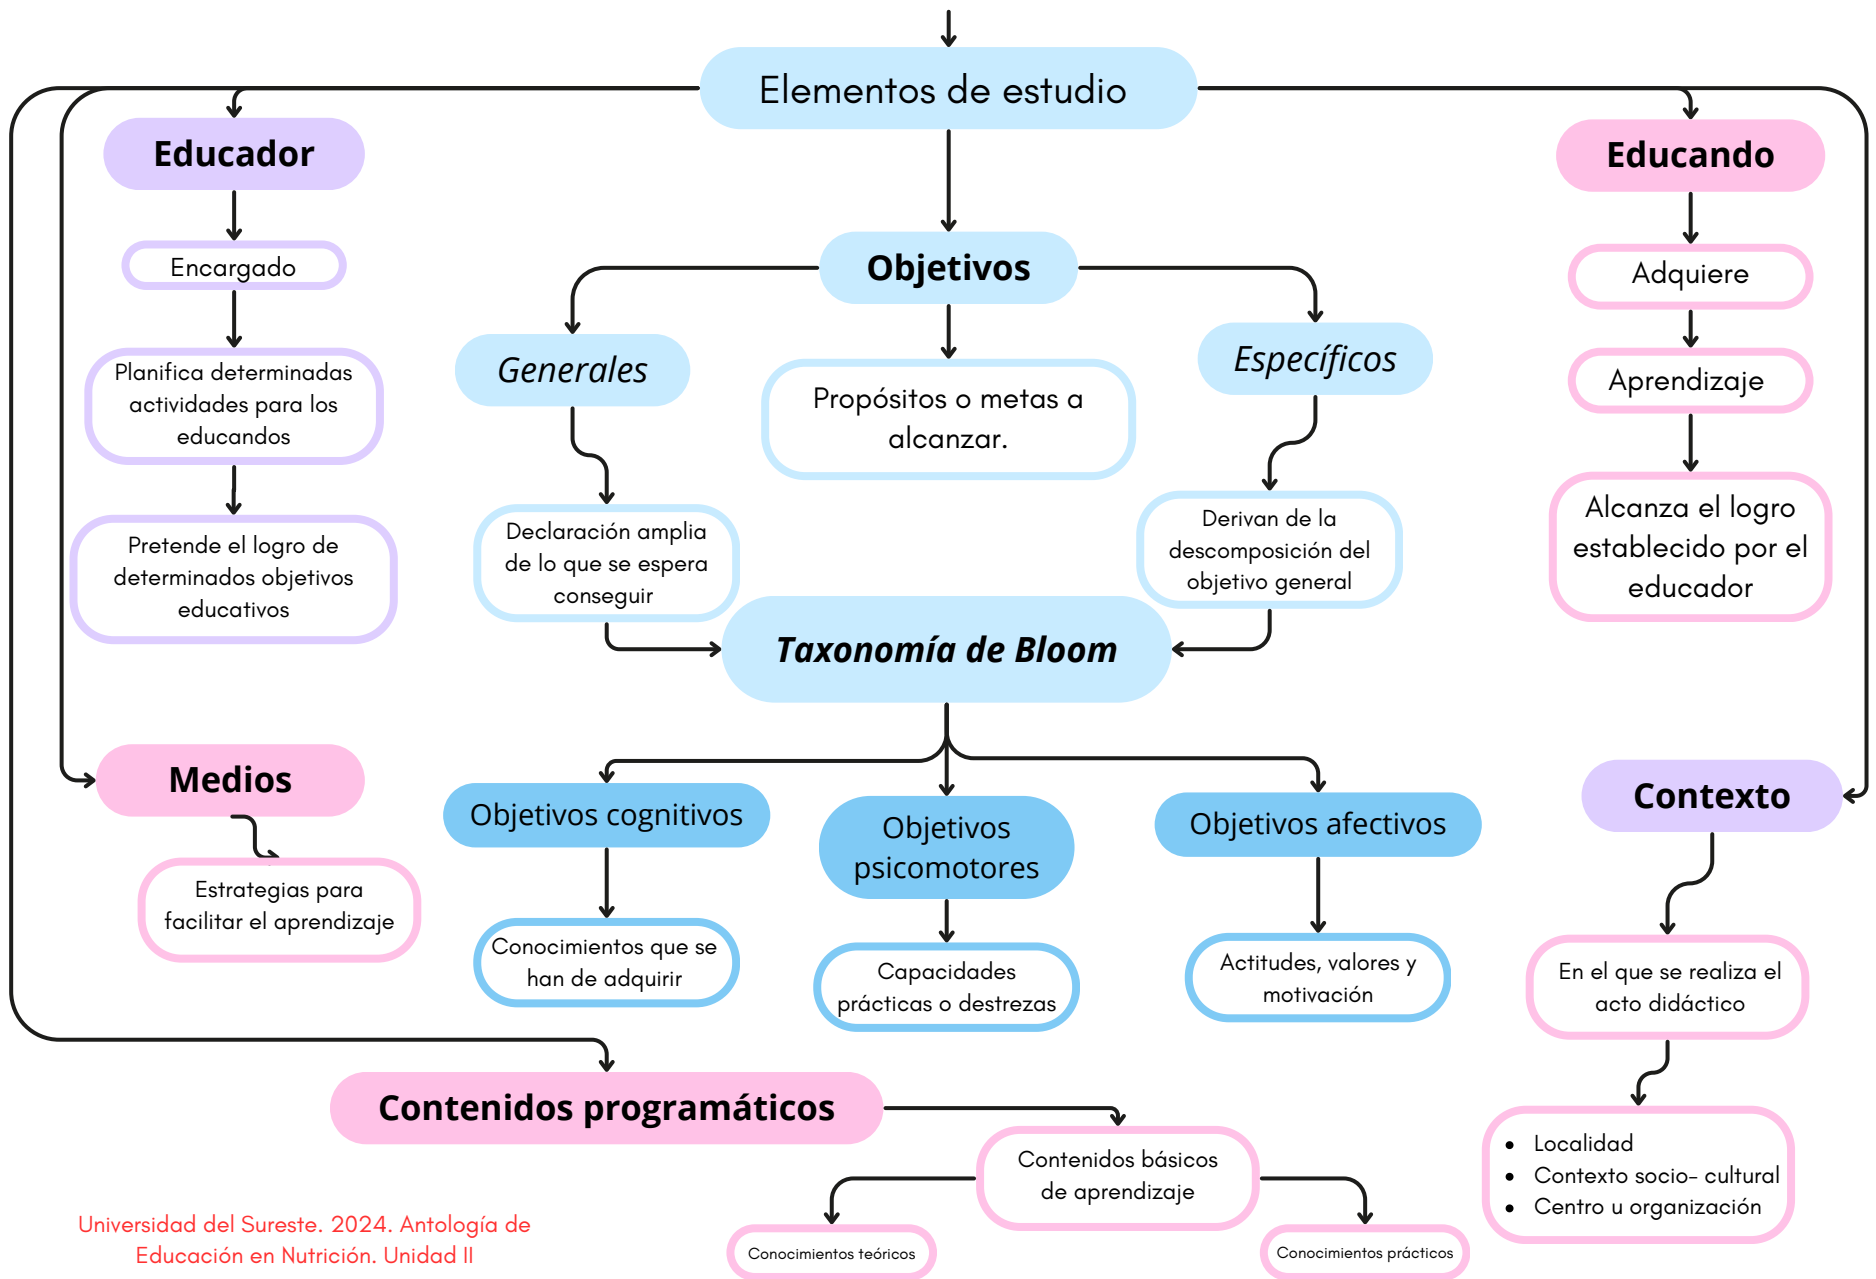 Elementos de estudio
Educador
Encargado
Planifica determinadas
actividades para los
educandos
Pretende el logro de
determinados objetivos
educativos
Objetivos
Generales
Declaración amplia
de lo que se espera
conseguir
Propósitos o metas a
alcanzar.
Específicos
Derivan de la
descomposición del
objetivo general
Educando
Adquiere
Aprendizaje
Alcanza el logro
establecido por el
educador
Taxonomía de Bloom
Objetivos cognitivos
Conocimientos que se
han de adquirir
Objetivos
psicomotores
Capacidades
prácticas o destrezas
Objetivos afectivos
Actitudes, valores y
motivación
Medios
Estrategias para
facilitar el aprendizaje
Contexto
En el que se realiza el
acto didáctico
• Localidad
• Contexto socio- cultural
• Centro u organización
Contenidos programáticos
Contenidos básicos
de aprendizaje
Conocimientos teóricos
Conocimientos prácticos
Universidad del Sureste. 2024. Antología de
Educación en Nutrición. Unidad II